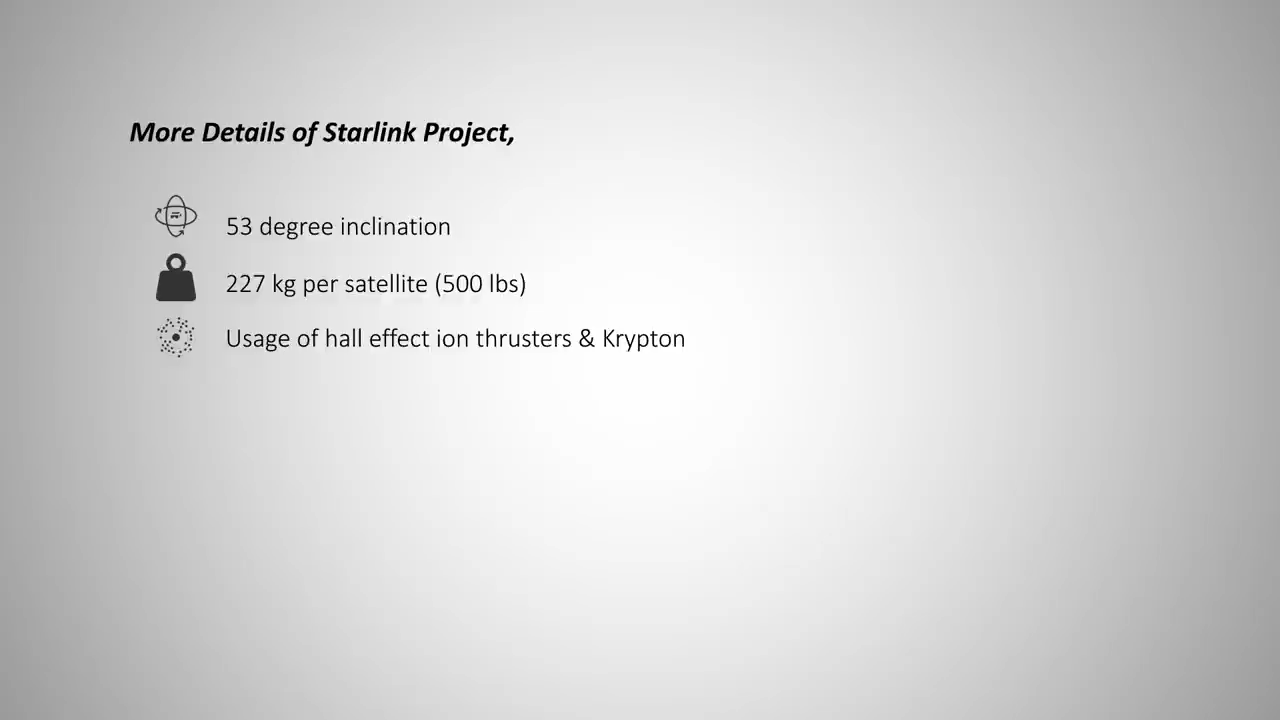 More Details of Starlink Project,
53 degree inclination
227 kg per satellite (500 lbs)
Usage of hall effect ion thrusters & Krypton